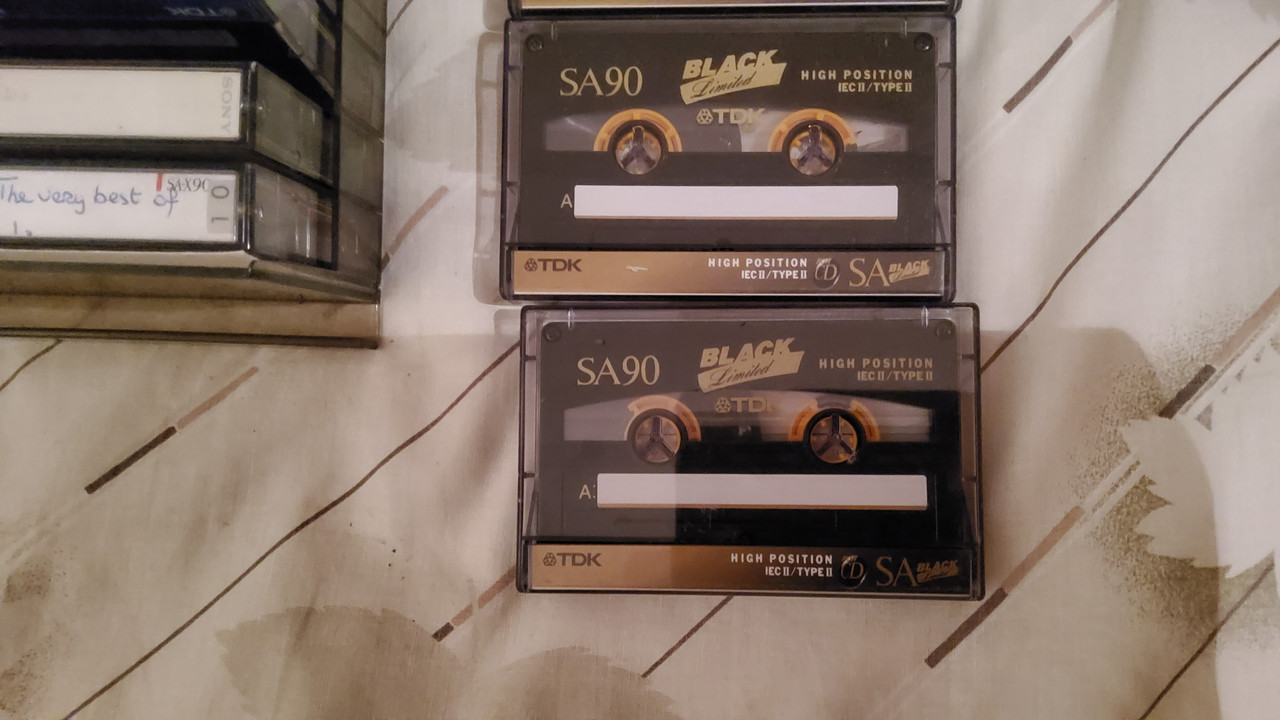 TDK
SONY
The very best of
SAX90
10
SA90
BLACK
Limited
HIGH POSITION
IEC II/TYPE II
TDK
A
TDK
HIGH POSITION
IEC II/TYPE II
SA BLACK
SA90
BLACK
Limited
HIGH POSITION
IEC II/TYPE II
TDK
A:
TDK
HIGH POSITION
IEC II/TYPE II
SA BLACK